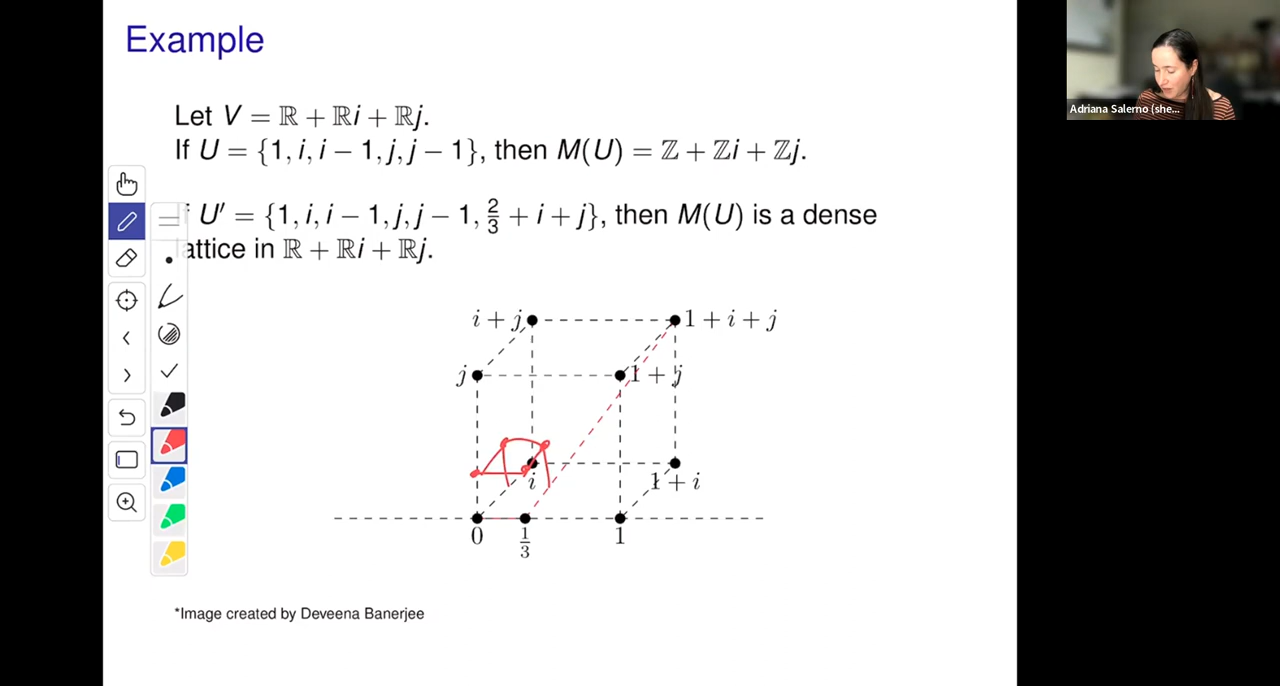 Example
Adriana Salerno (she...
Let V = ℝ + ℝi + ℝj.
If U = {1, i, i − 1, j, j − 1}, then M(U) = ℤ + ℤi + ℤj.
U′ = {1, i, i − 1, j, j − 1, 2/3 + i + j}, then M(U) is a dense
attice in ℝ + ℝi + ℝj.
i + j
1 + i + j
j
1 + j
i
1 + i
0
1/3
1
*Image created by Deveena Banerjee